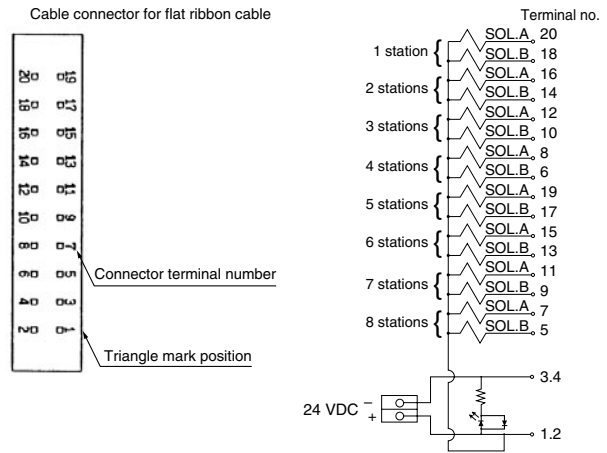 Cable connector for flat ribbon cable
20 19
18 17
16 15
14 13
12 11
10 9
8 7
6 5
4 3
2 1
Connector terminal number
Triangle mark position
Terminal no.
1 station { SOL.A 20
SOL.B 18
2 stations { SOL.A 16
SOL.B 14
3 stations { SOL.A 12
SOL.B 10
4 stations { SOL.A 8
SOL.B 6
5 stations { SOL.A 19
SOL.B 17
6 stations { SOL.A 15
SOL.B 13
7 stations { SOL.A 11
SOL.B 9
8 stations { SOL.A 7
SOL.B 5
3.4
24 VDC –
+
1.2